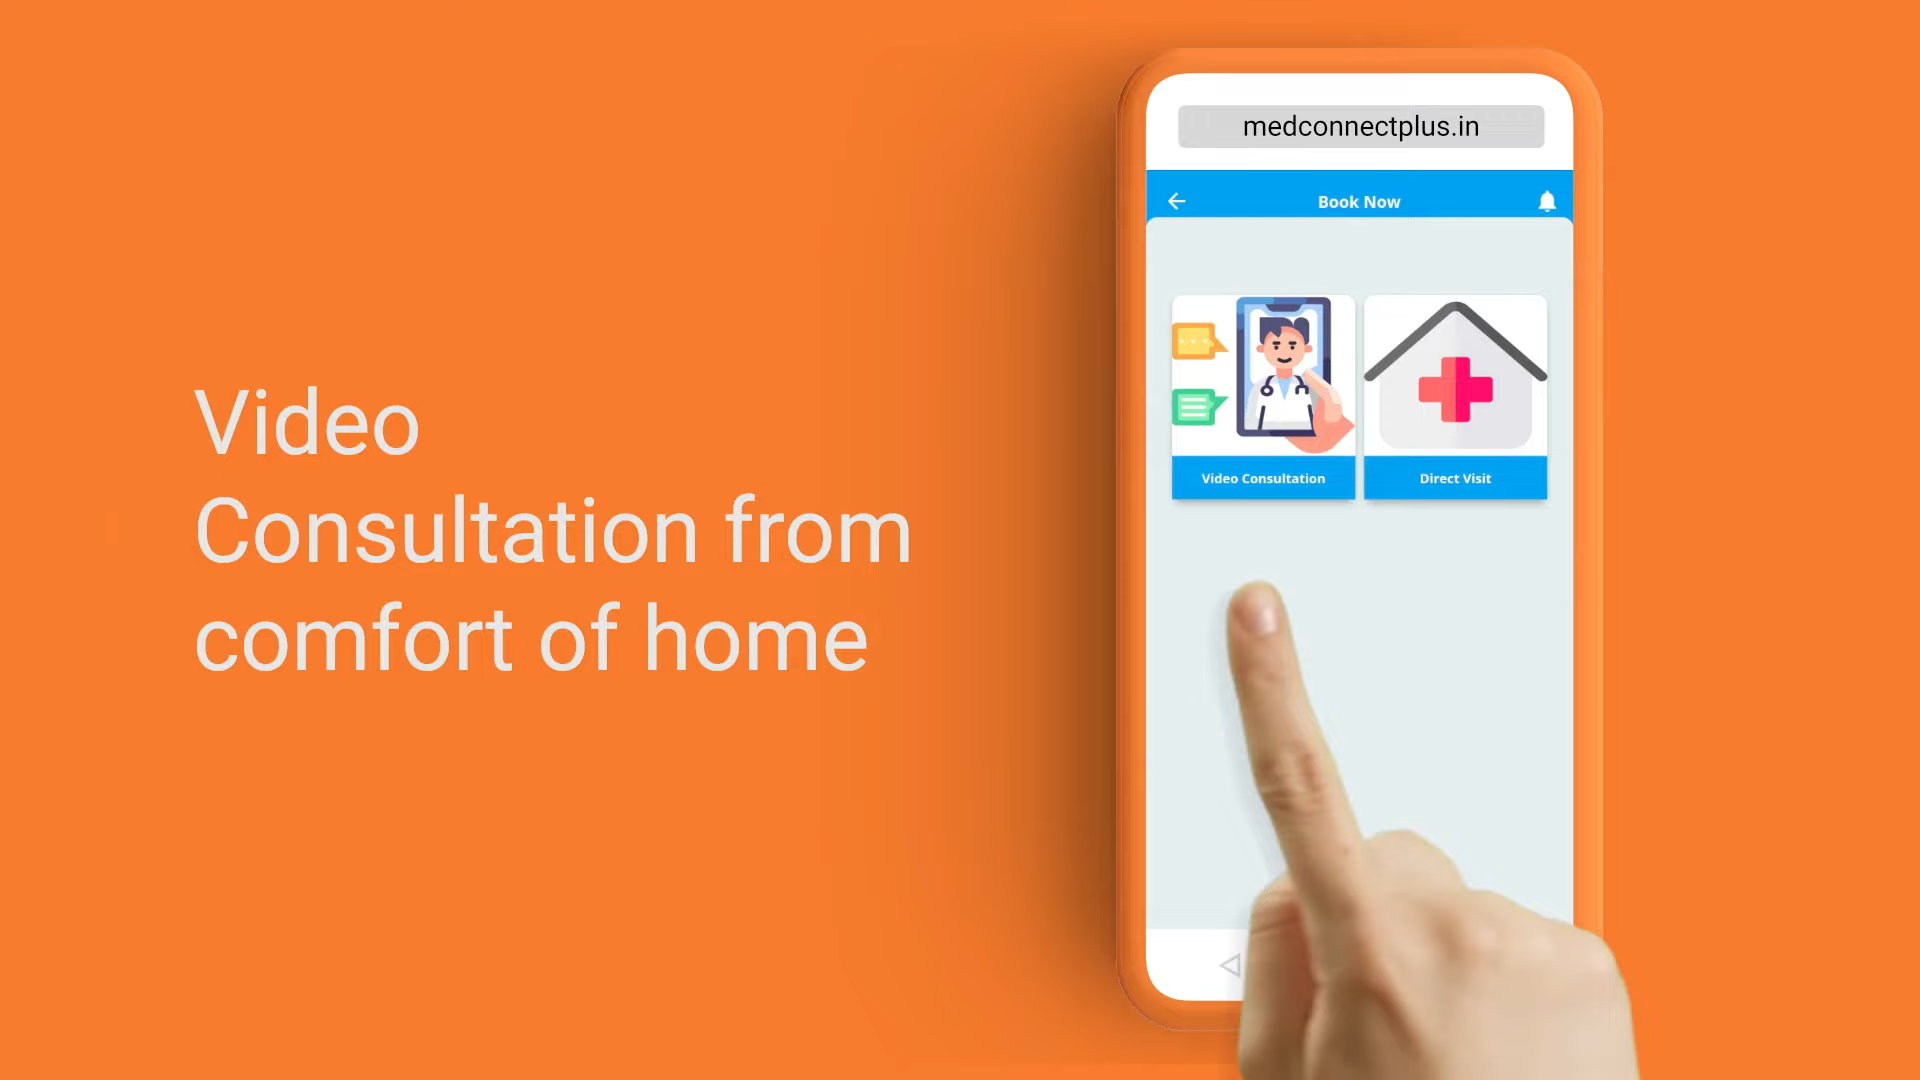 Video
Consultation from
comfort of home
medconnectplus.in
Book Now
Video Consultation
Direct Visit